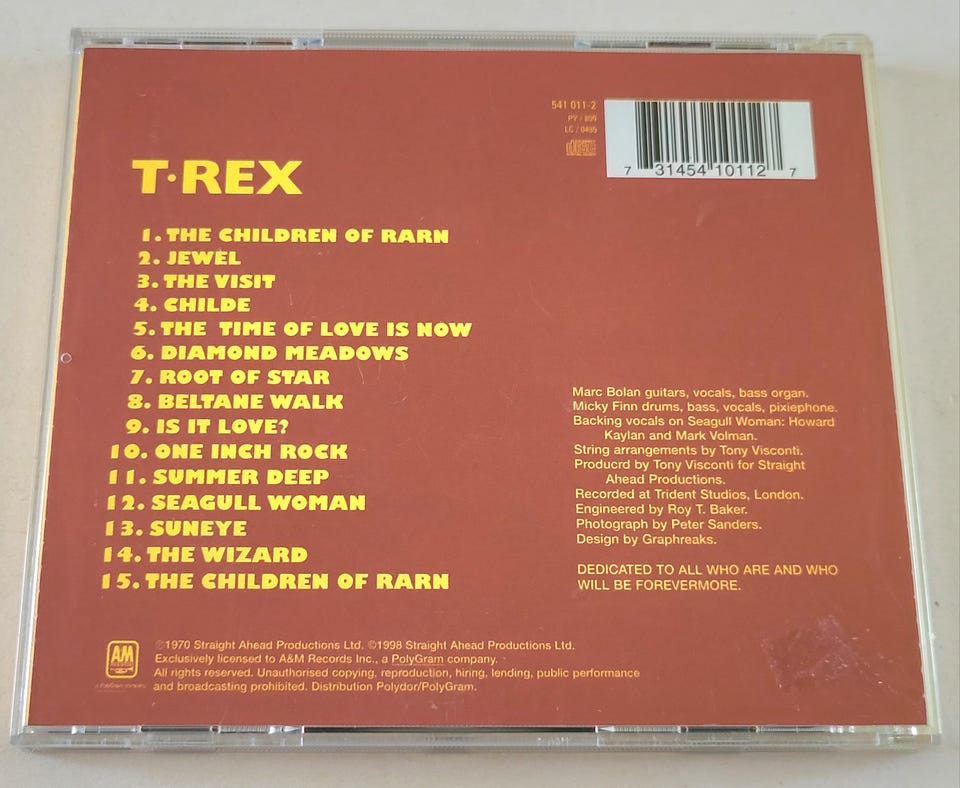 541 011-2
PY / 899
LC / 0485
7 31454 10112 7
T·REX
1. THE CHILDREN OF RARN
2. JEWEL
3. THE VISIT
4. CHILDE
5. THE TIME OF LOVE IS NOW
6. DIAMOND MEADOWS
7. ROOT OF STAR
8. BELTANE WALK
9. IS IT LOVE?
10. ONE INCH ROCK
11. SUMMER DEEP
12. SEAGULL WOMAN
13. SUNEYE
14. THE WIZARD
15. THE CHILDREN OF RARN
Marc Bolan guitars, vocals, bass organ.
Micky Finn drums, bass, vocals, pixiephone.
Backing vocals on Seagull Woman: Howard
Kaylan and Mark Volman.
String arrangements by Tony Visconti.
Producrd by Tony Visconti for Straight
Ahead Productions.
Recorded at Trident Studios, London.
Engineered by Roy T. Baker.
Photograph by Peter Sanders.
Design by Graphreaks.
DEDICATED TO ALL WHO ARE AND WHO
WILL BE FOREVERMORE.
AM
a PolyGram company
℗1970 Straight Ahead Productions Ltd. ©1998 Straight Ahead Productions Ltd.
Exclusively licensed to A&M Records Inc., a PolyGram company.
All rights reserved. Unauthorised copying, reproduction, hiring, lending, public performance
and broadcasting prohibited. Distribution Polydor/PolyGram.